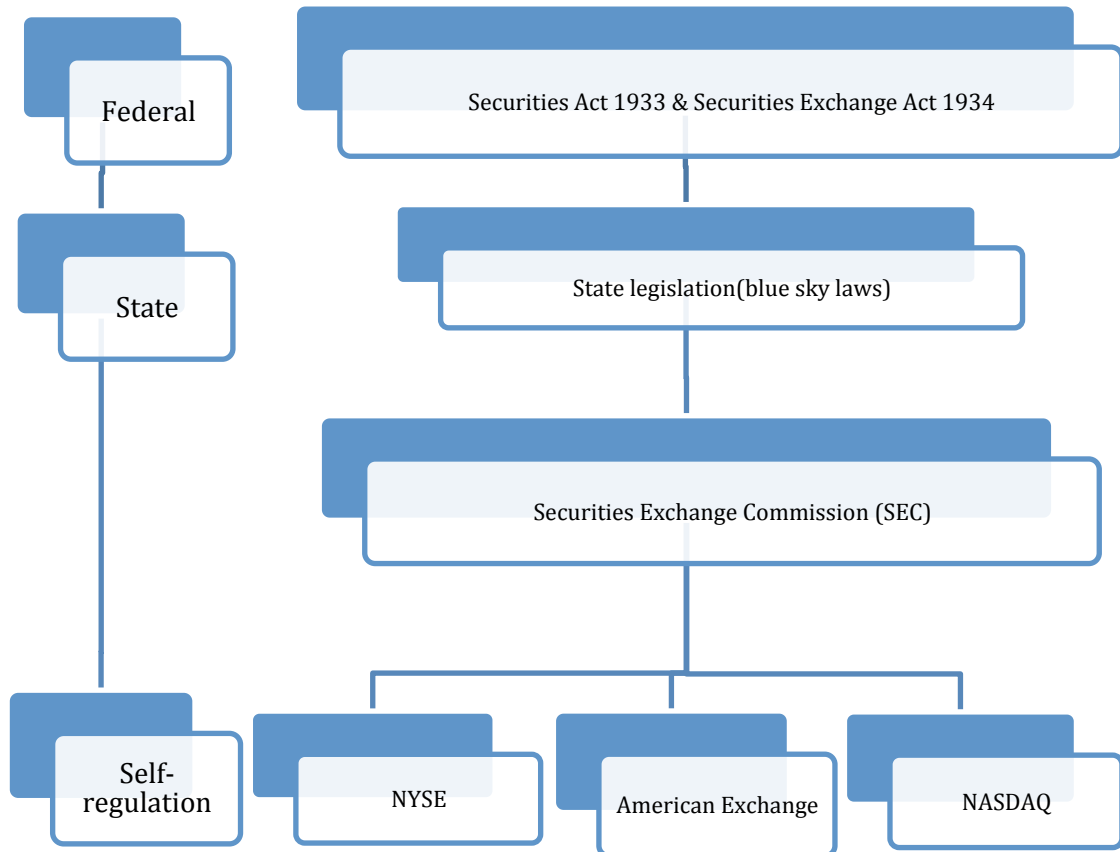 Federal
Securities Act 1933 & Securities Exchange Act 1934
State
State legislation(blue sky laws)
Securities Exchange Commission (SEC)
Self-
regulation
NYSE
American Exchange
NASDAQ